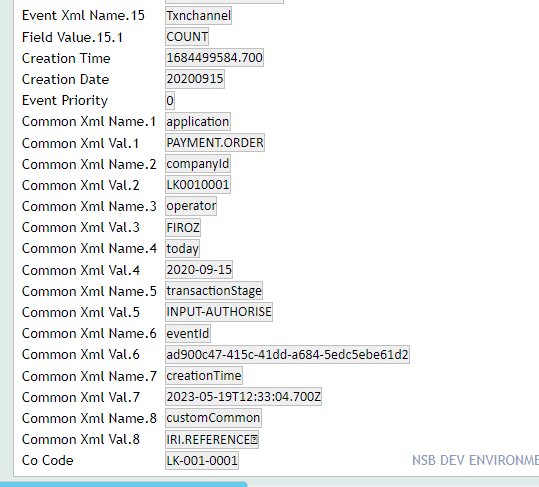 Event Xml Name.15 Txnchannel
Field Value.15.1 COUNT
Creation Time 1684499584.700
Creation Date 20200915
Event Priority 0
Common Xml Name.1 application
Common Xml Val.1 PAYMENT.ORDER
Common Xml Name.2 companyId
Common Xml Val.2 LK0010001
Common Xml Name.3 operator
Common Xml Val.3 FIROZ
Common Xml Name.4 today
Common Xml Val.4 2020-09-15
Common Xml Name.5 transactionStage
Common Xml Val.5 INPUT-AUTHORISE
Common Xml Name.6 eventId
Common Xml Val.6 ad900c47-415c-41dd-a684-5edc5ebe61d2
Common Xml Name.7 creationTime
Common Xml Val.7 2023-05-19T12:33:04.700Z
Common Xml Name.8 customCommon
Common Xml Val.8 IRI.REFERENCE
Co Code LK-001-0001 NSB DEV ENVIRONME